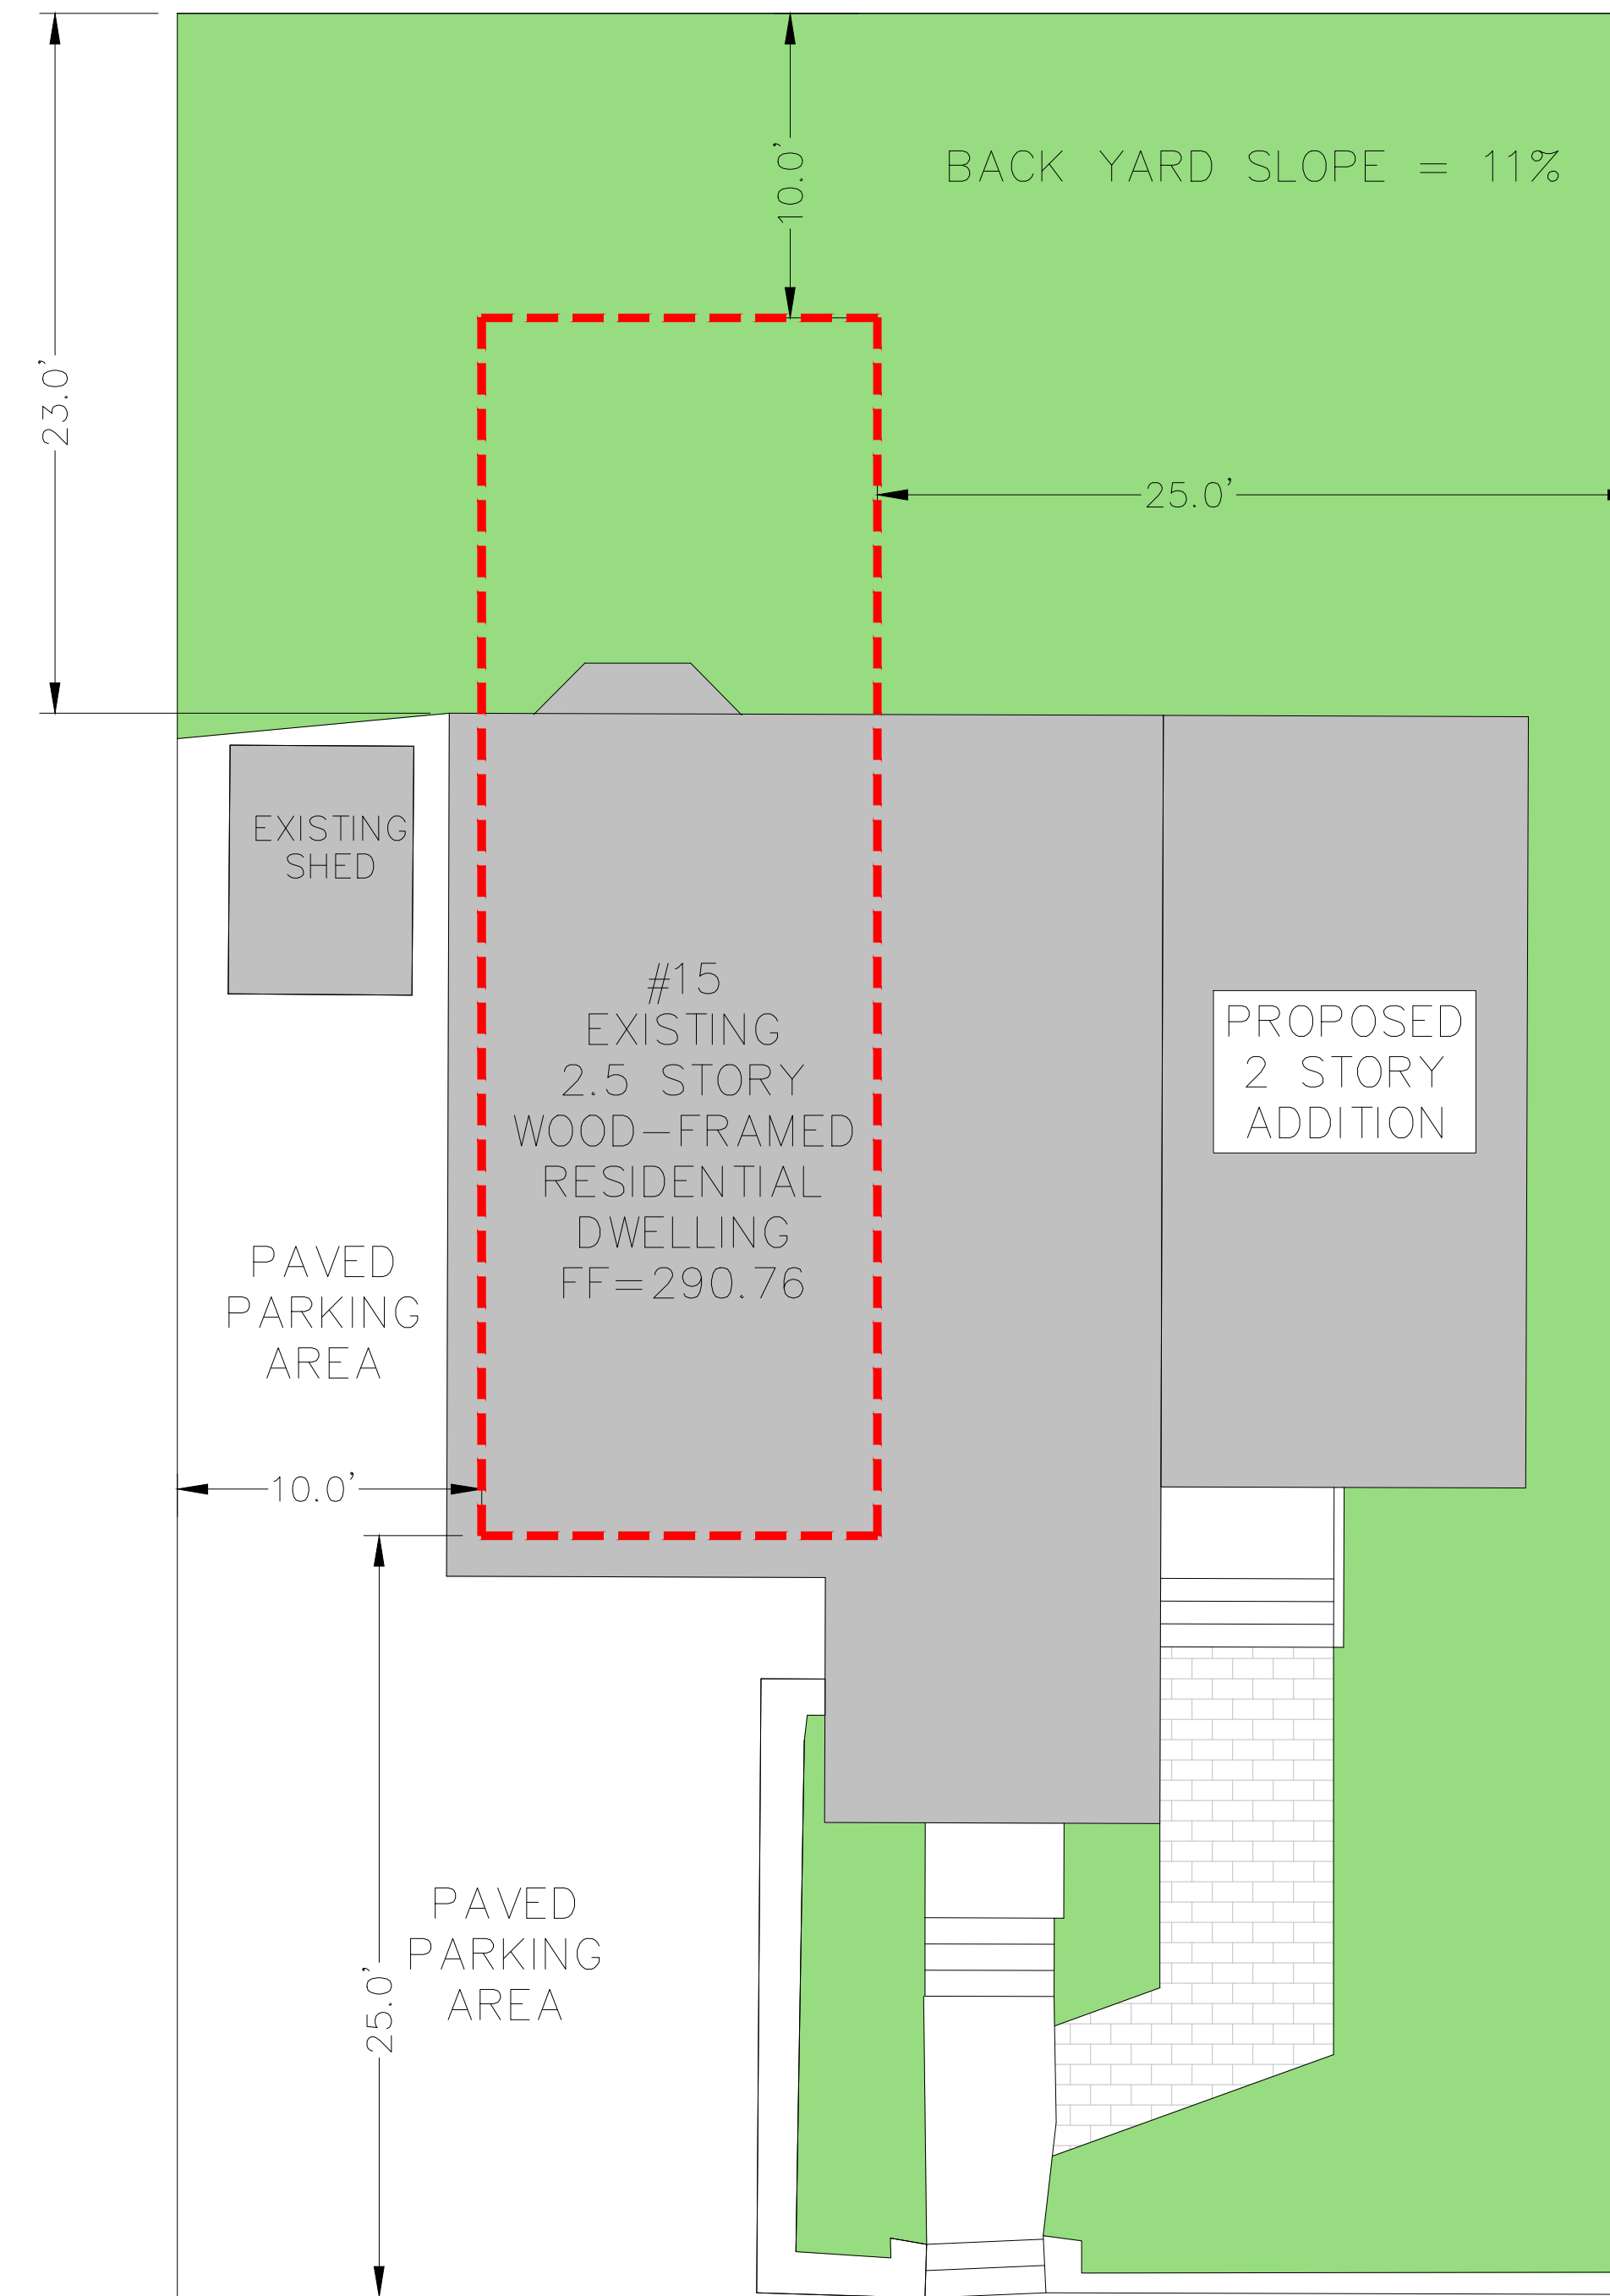 10.0'
BACK YARD SLOPE = 11%
23.0'
25.0'
EXISTING
SHED
#15
EXISTING
2.5 STORY
WOOD-FRAMED
RESIDENTIAL
DWELLING
FF=290.76
PROPOSED
2 STORY
ADDITION
PAVED
PARKING
AREA
10.0'
PAVED
PARKING
AREA
25.0'